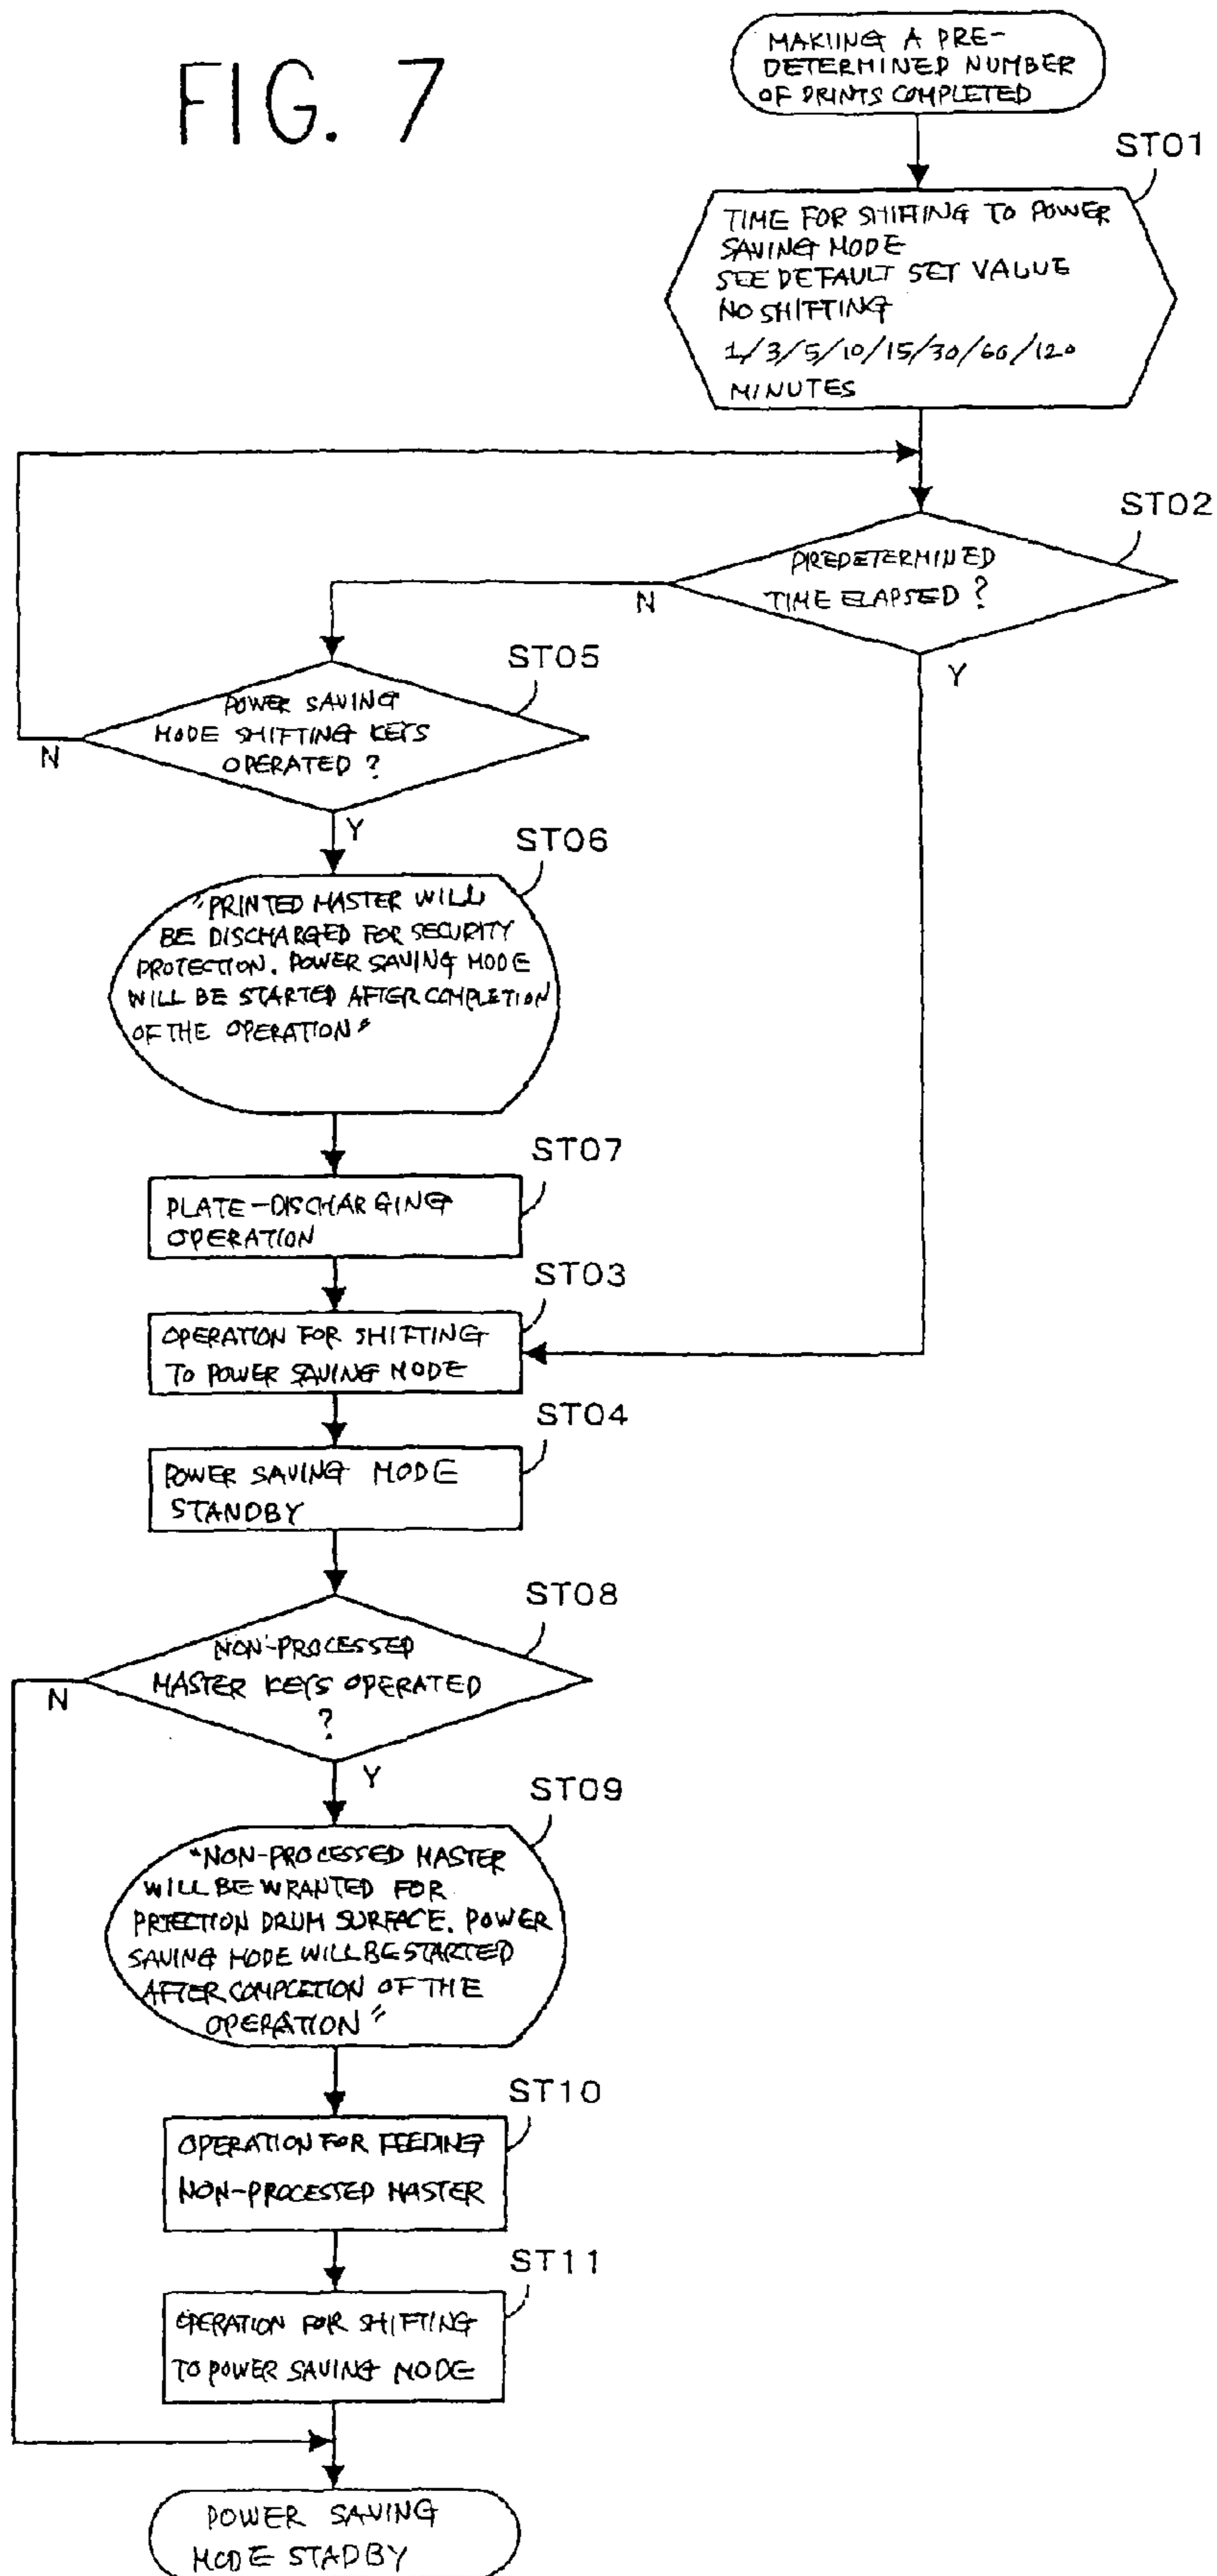 FIG. 7
MAKIING A PRE-
DETERMINED NUMBER
OF PRINTS COMPLETED
ST01
TIME FOR SHIFTING TO POWER
SAVING MODE
SEE DEFAULT SET VALUE
NO SHIFTING
1/3/5/10/15/30/60/120
MINUTES
ST02
PREDETERMINED
TIME ELAPSED?
N
Y
ST05
POWER SAVING
MODE SHIFTING KEYS
OPERATED?
N
Y
ST06
"PRINTED MASTER WILL
BE DISCHARGED FOR SECURITY
PROTECTION. POWER SAVING MODE
WILL BE STARTED AFTER COMPLETION
OF THE OPERATION"
ST07
PLATE-DISCHARGING
OPERATION
ST03
OPERATION FOR SHIFTING
TO POWER SAVING MODE
ST04
POWER SAVING MODE
STANDBY
ST08
NON-PROCESSED
MASTER KEYS OPERATED
?
N
Y
ST09
"NON-PROCESSED MASTER
WILL BE WRANTED FOR
PRTECTION DRUM SURFACE. POWER
SAVING MODE WILL BE STARTED
AFTER COMPLETION OF THE
OPERATION"
ST10
OPERATION FOR FEEDING
NON-PROCESSED MASTER
ST11
OPERATION FOR SHIFTING
TO POWER SAVING MODE
POWER SAVING
MODE STADBY